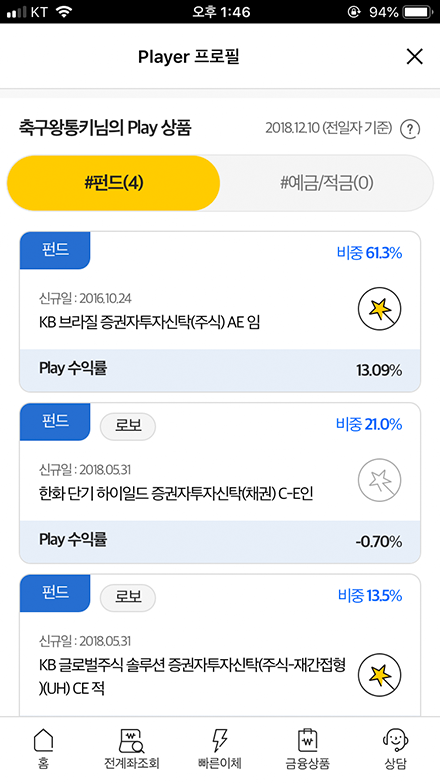 KT 오후 1:46 94%
Player 프로필
축구왕통키님의 Play 상품 2018.12.10 (전일자 기준) ?
#펀드(4) #예금/적금(0)
펀드 비중 61.3%
신규일 : 2016.10.24
KB 브라질 증권자투자신탁(주식) AE 임
Play 수익률 13.09%
펀드 로보 비중 21.0%
신규일 : 2018.05.31
한화 단기 하이일드 증권자투자신탁(채권) C-E인
Play 수익률 -0.70%
펀드 로보 비중 13.5%
신규일 : 2018.05.31
KB 글로벌주식 솔루션 증권자투자신탁(주식-재간접형
)(UH) CE 적
홈 전계좌조회 빠른이체 금융상품 상담